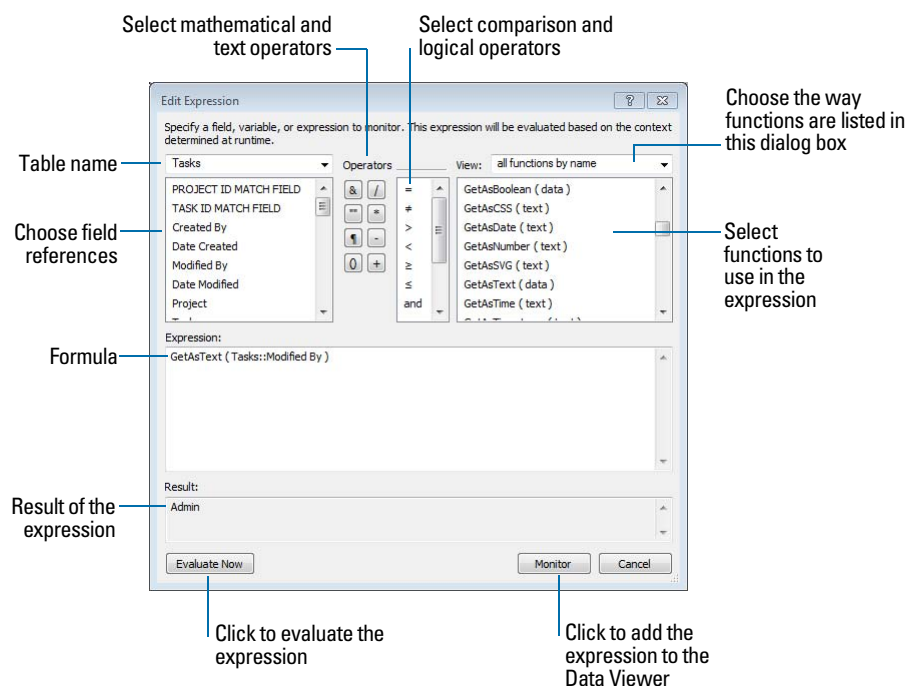 Select mathematical and
text operators
Select comparison and
logical operators
Edit Expression
Choose the way
functions are listed in
this dialog box
Specify a field, variable, or expression to monitor. This expression will be evaluated based on the context
determined at runtime.
Table name
Tasks
Operators
View: all functions by name
Choose field
references
PROJECT ID MATCH FIELD
TASK ID MATCH FIELD
Created By
Date Created
Modified By
Date Modified
Project
& /
"" *
¶ -
() +
=
≠
>
<
≥
≤
and
GetAsBoolean ( data )
GetAsCSS ( text )
GetAsDate ( text )
GetAsNumber ( text )
GetAsSVG ( text )
GetAsText ( data )
GetAsTime ( text )
Select
functions to
use in the
expression
Expression:
Formula
GetAsText ( Tasks::Modified By )
Result:
Result of the
expression
Admin
Evaluate Now
Monitor
Cancel
Click to evaluate the
expression
Click to add the
expression to the
Data Viewer